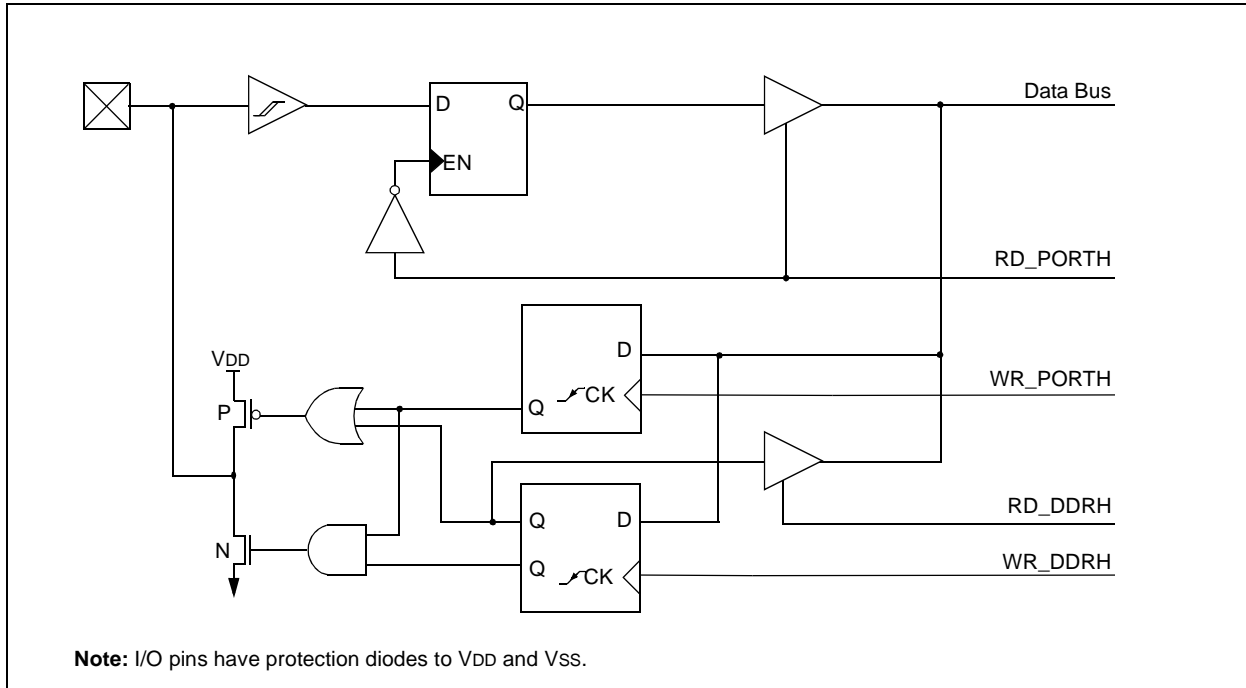 Data Bus
D Q
EN
RD_PORTH
VDD
D
WR_PORTH
P
Q CK
RD_DDRH
Q D
N
WR_DDRH
Q CK
Note: I/O pins have protection diodes to VDD and VSS.